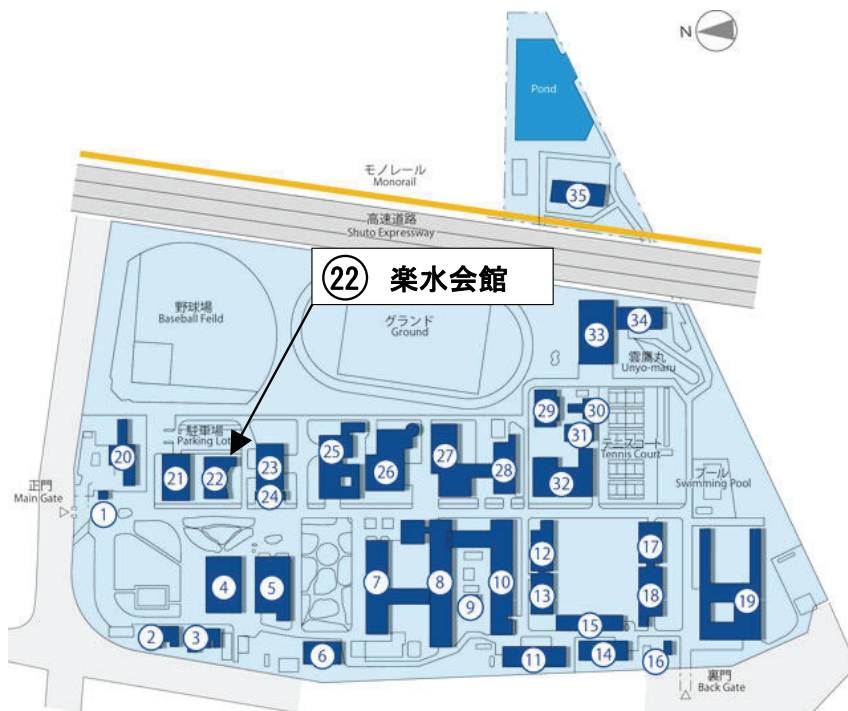 N
Pond
35
モノレール
Monorail
高速道路
Shuto Expressway
22 楽水会館
野球場
Baseball Feild
グランド
Ground
33
34
雲鷹丸
Unyo-maru
駐車場
Parking Lot
テニスコート
Tennis Court
プール
Swimming Pool
正門
Main Gate
20
21
22
23
24
25
26
27
28
29
30
31
32
1
2
3
4
5
6
7
8
9
10
11
12
13
14
15
16
17
18
19
裏門
Back Gate